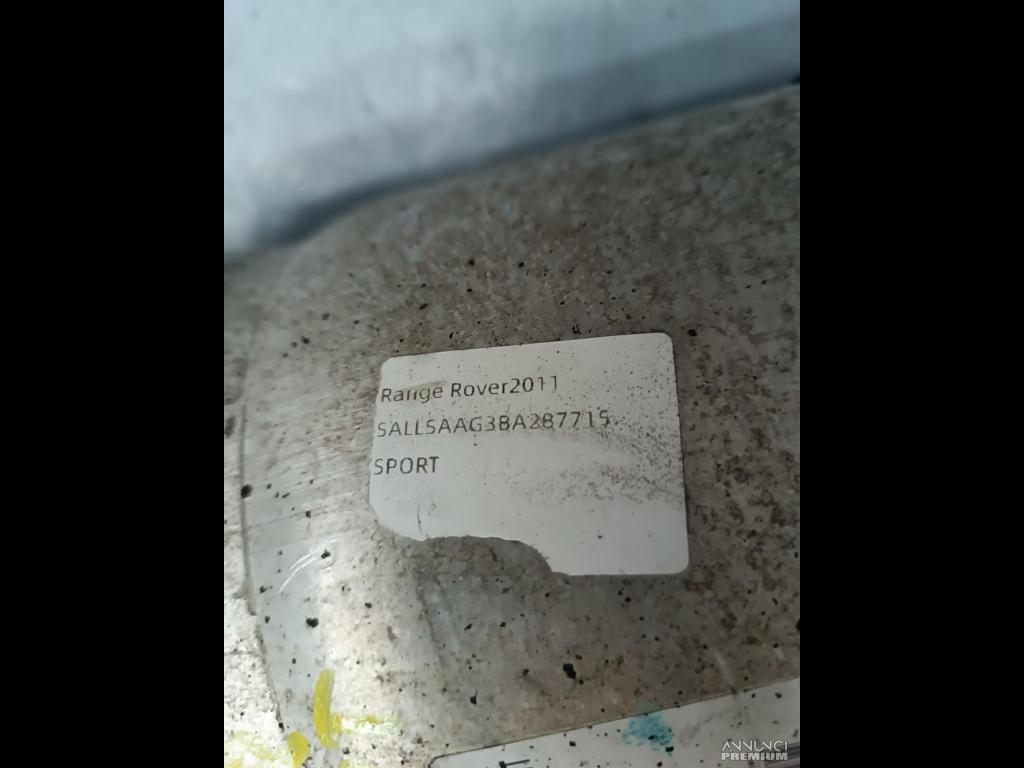 Range Rover2011
SALLSAAG3BA287715
SPORT
ANNUNCI
PREMIUM